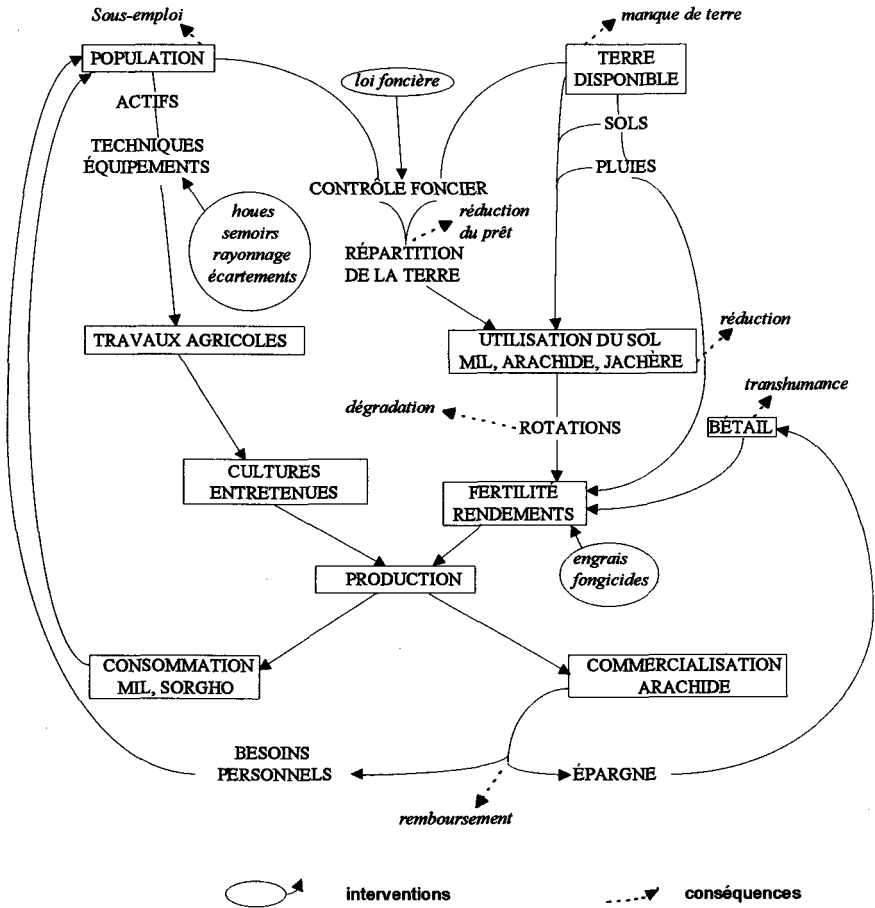 Sous-emploi
manque de terre
POPULATION
TERRE
DISPONIBLE
loi foncière
ACTIFS
SOLS
TECHNIQUES
ÉQUIPEMENTS
PLUIES
CONTRÔLE FONCIER
houes
semoirs
rayonnage
écartements
réduction
du prêt
RÉPARTITION
DE LA TERRE
TRAVAUX AGRICOLES
UTILISATION DU SOL
MIL, ARACHIDE, JACHÈRE
réduction
transhumance
dégradation
ROTATIONS
BÉTAIL
CULTURES
ENTRETENUES
FERTILITÉ
RENDEMENTS
engrais
fongicides
PRODUCTION
CONSOMMATION
MIL, SORGHO
COMMERCIALISATION
ARACHIDE
BESOINS
PERSONNELS
ÉPARGNE
remboursement
interventions
conséquences